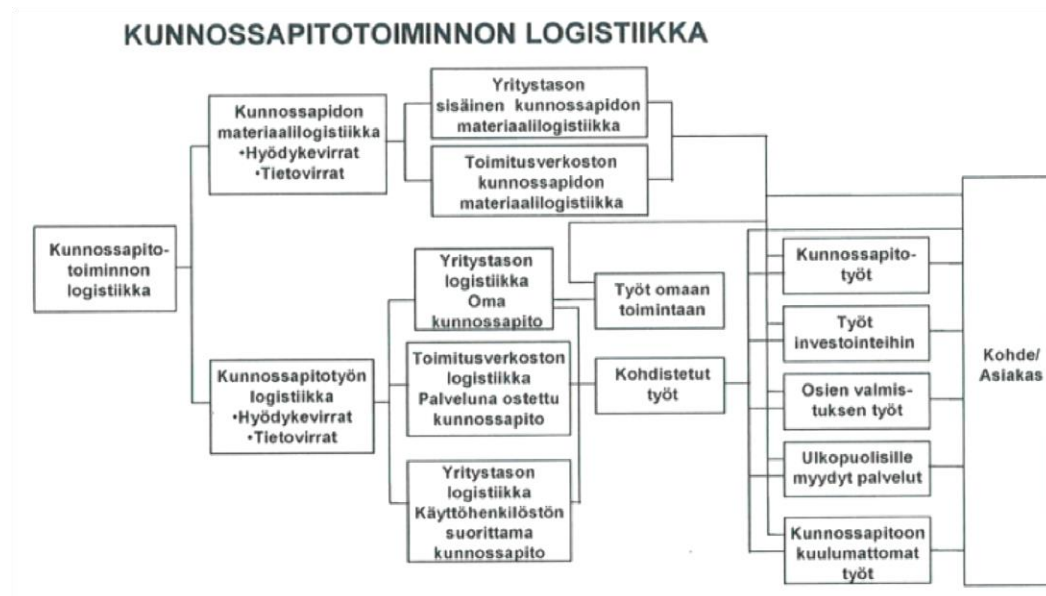 KUNNOSSAPITOTOIMINNON LOGISTIIKKA
Kunnossapito-
toiminnon
logistiikka
Kunnossapidon
materiaalilogistiikka
•Hyödykevirrat
•Tietovirrat
Kunnossapitotyön
logistiikka
•Hyödykevirrat
•Tietovirrat
Yritystason
sisäinen kunnossapidon
materiaalilogistiikka
Toimitusverkoston
kunnossapidon
materiaalilogistiikka
Yritystason
logistiikka
Oma
kunnossapito
Toimitusverkoston
logistiikka
Palveluna ostettu
kunnossapito
Yritystason
logistiikka
Käyttöhenkilöstön
suorittama
kunnossapito
Työt omaan
toimintaan
Kohdistetut
työt
Kunnossapito-
työt
Työt
investointeihin
Osien valmis-
tuksen työt
Ulkopuolisille
myydyt palvelut
Kunnossapitoon
kuulumattomat
työt
Kohde/
Asiakas